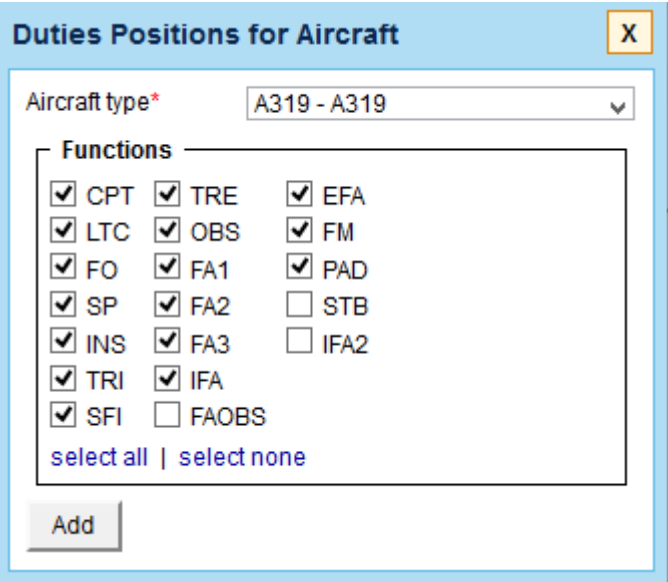 Duties Positions for Aircraft X
Aircraft type* A319 - A319
Functions
CPT TRE EFA
LTC OBS FM
FO FA1 PAD
SP FA2 STB
INS FA3 IFA2
TRI IFA
SFI FAOBS
select all | select none
Add